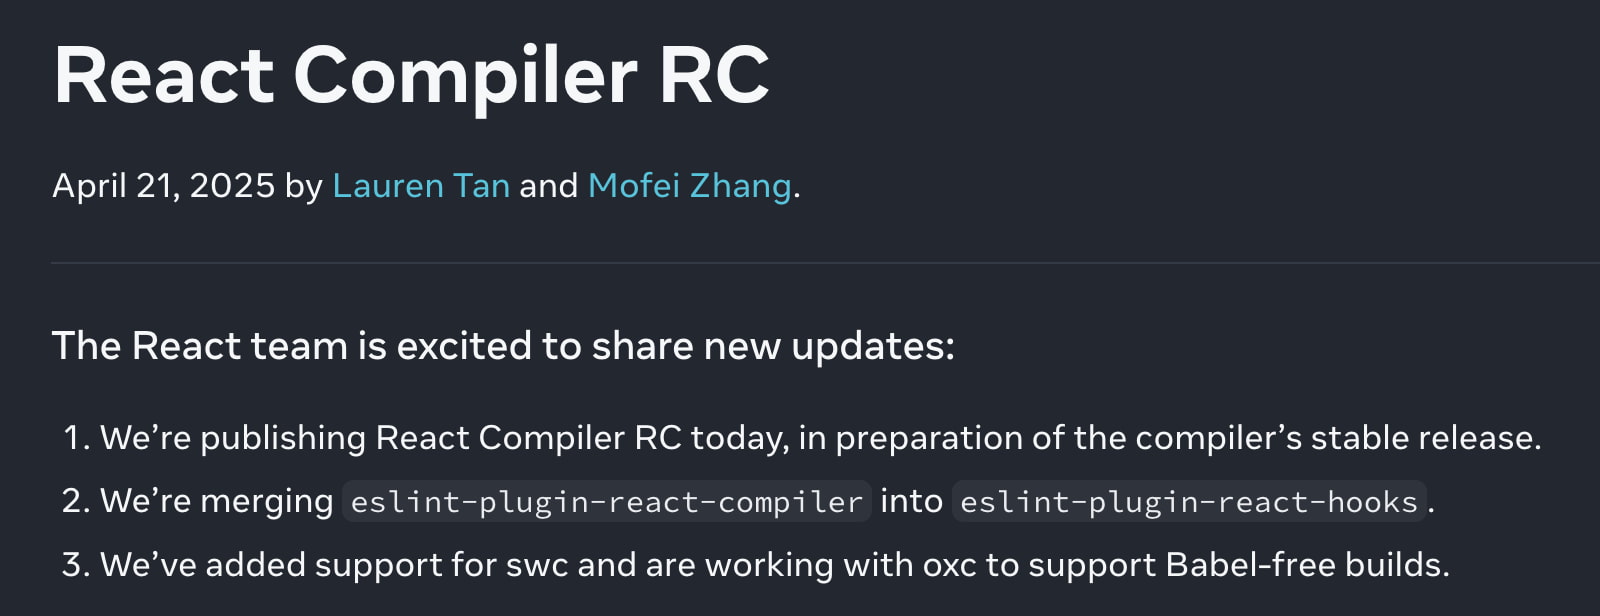 React Compiler RC
April 21, 2025 by Lauren Tan and Mofei Zhang.
The React team is excited to share new updates:
1. We’re publishing React Compiler RC today, in preparation of the compiler’s stable release.
2. We’re merging eslint-plugin-react-compiler into eslint-plugin-react-hooks.
3. We’ve added support for swc and are working with oxc to support Babel-free builds.